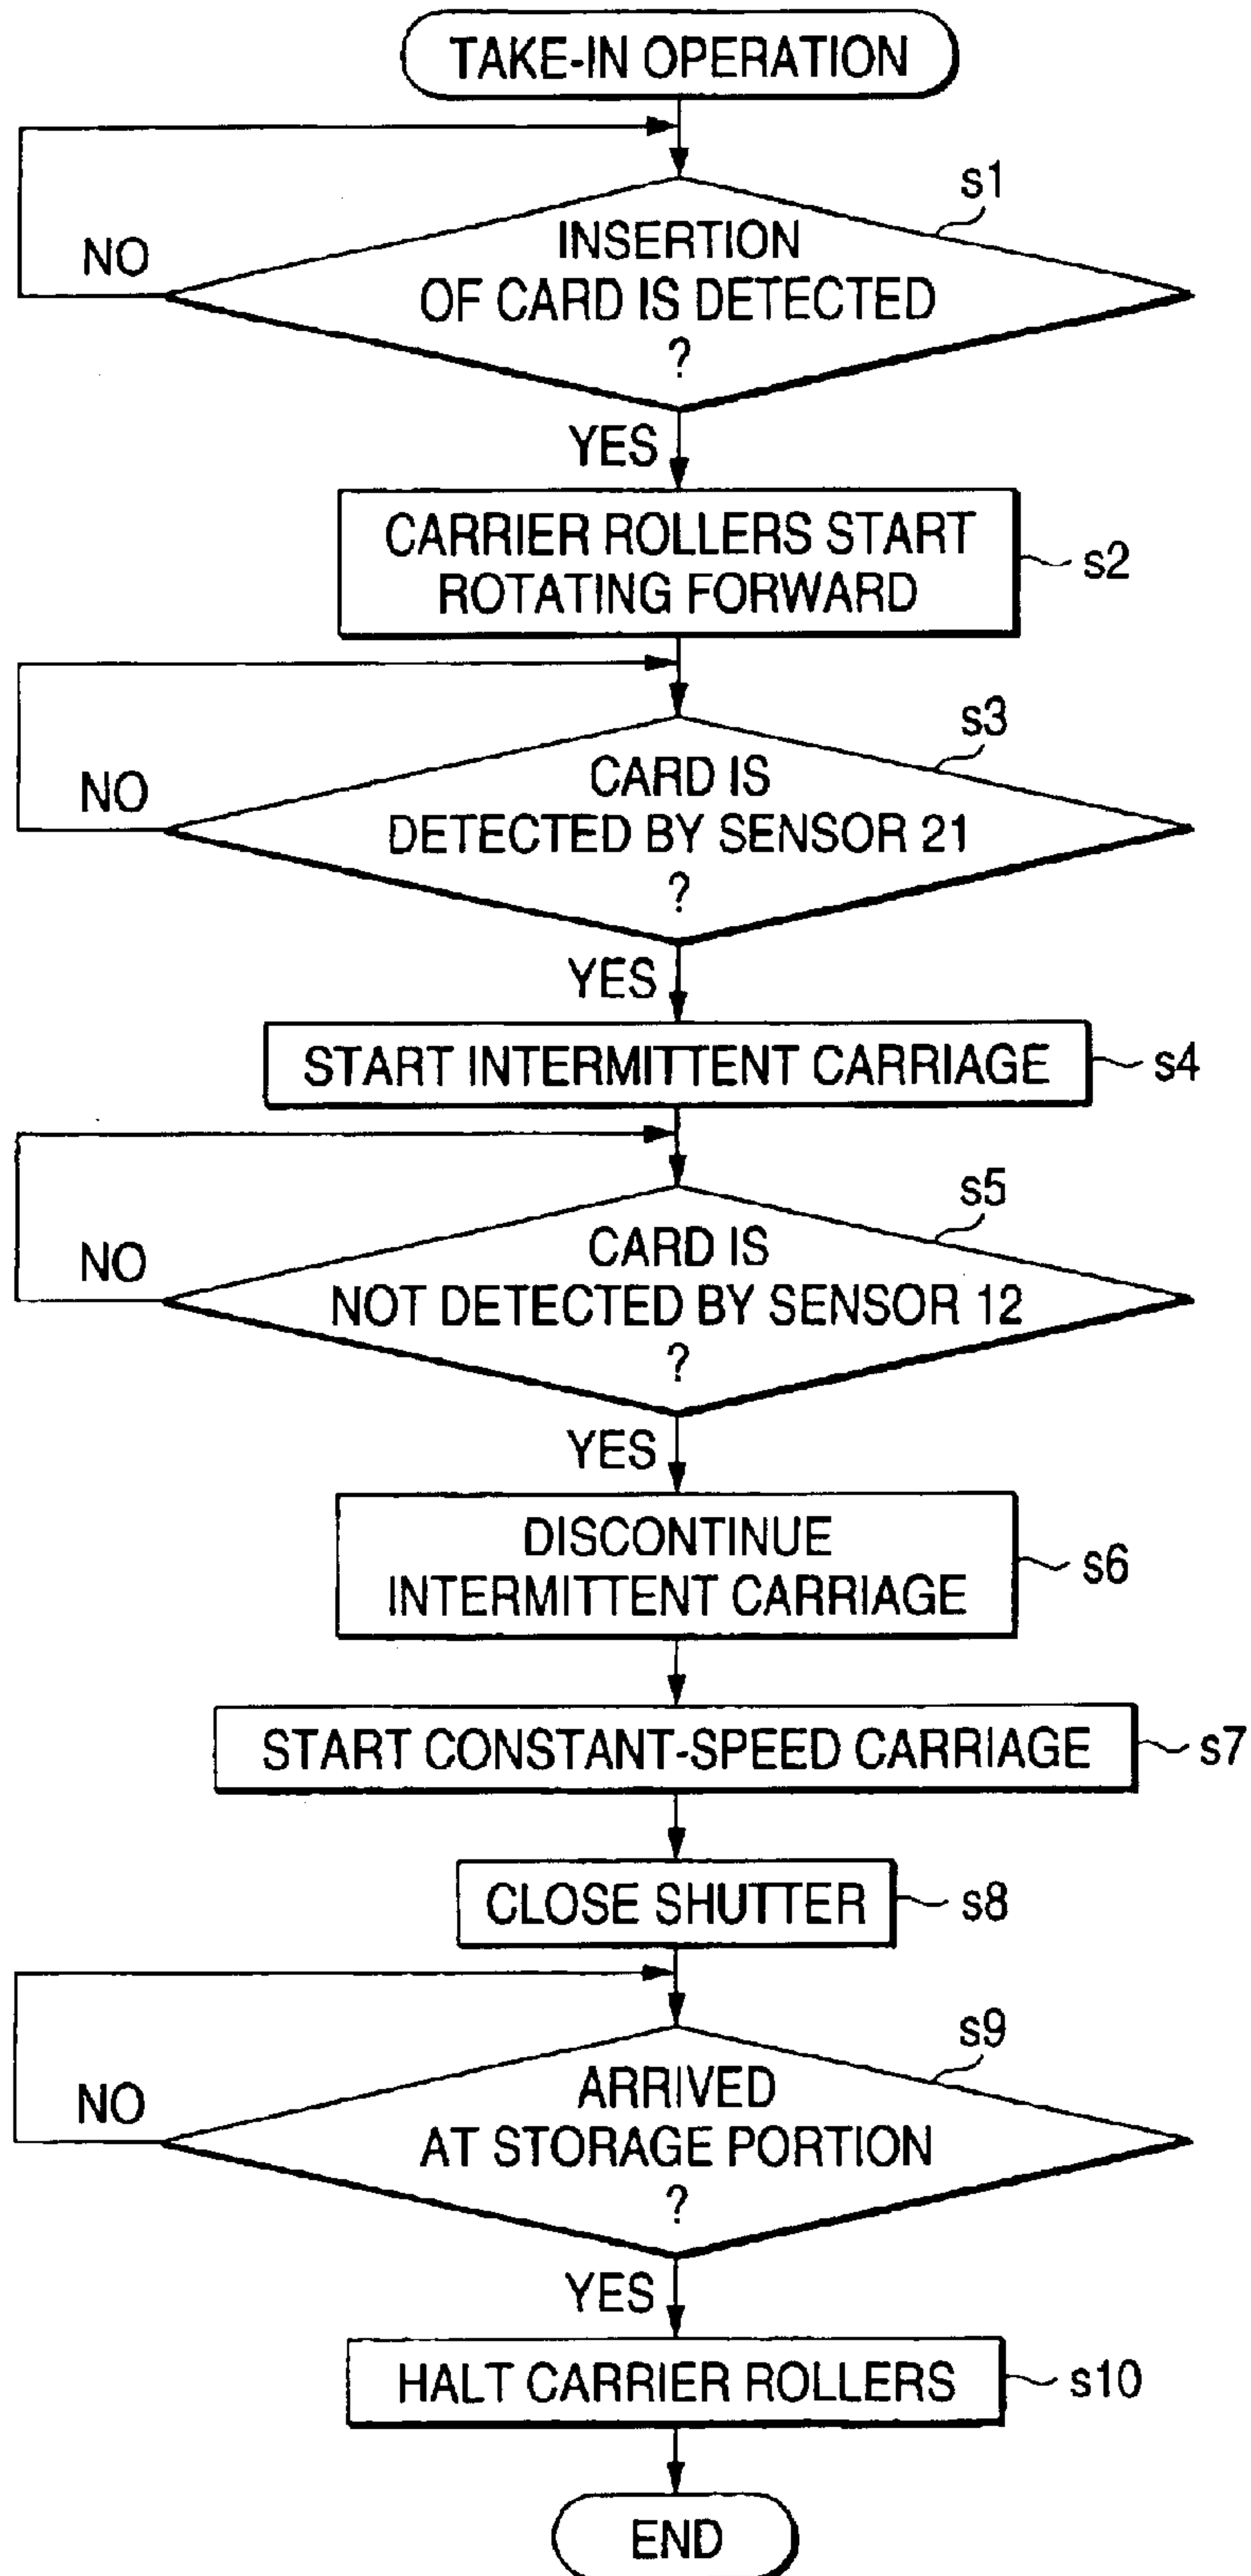 TAKE-IN OPERATION
s1
INSERTION
OF CARD IS DETECTED
?
NO
YES
CARRIER ROLLERS START
ROTATING FORWARD
s2
s3
CARD IS
DETECTED BY SENSOR 21
?
NO
YES
START INTERMITTENT CARRIAGE
s4
s5
CARD IS
NOT DETECTED BY SENSOR 12
?
NO
YES
DISCONTINUE
INTERMITTENT CARRIAGE
s6
START CONSTANT-SPEED CARRIAGE
s7
CLOSE SHUTTER
s8
s9
ARRIVED
AT STORAGE PORTION
?
NO
YES
HALT CARRIER ROLLERS
s10
END